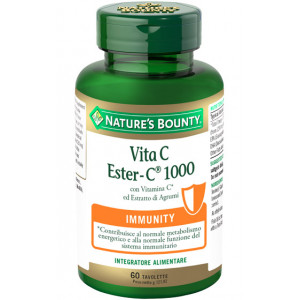 NATURE'S BOUNTY
Vita C
Ester-C® 1000
con Vitamina C*
ed Estratto di Agrumi
IMMUNITY
*Contribuisce al normale metabolismo
energetico e alla normale funzione del
sistema immunitario
INTEGRATORE ALIMENTARE
60 TAVOLETTE